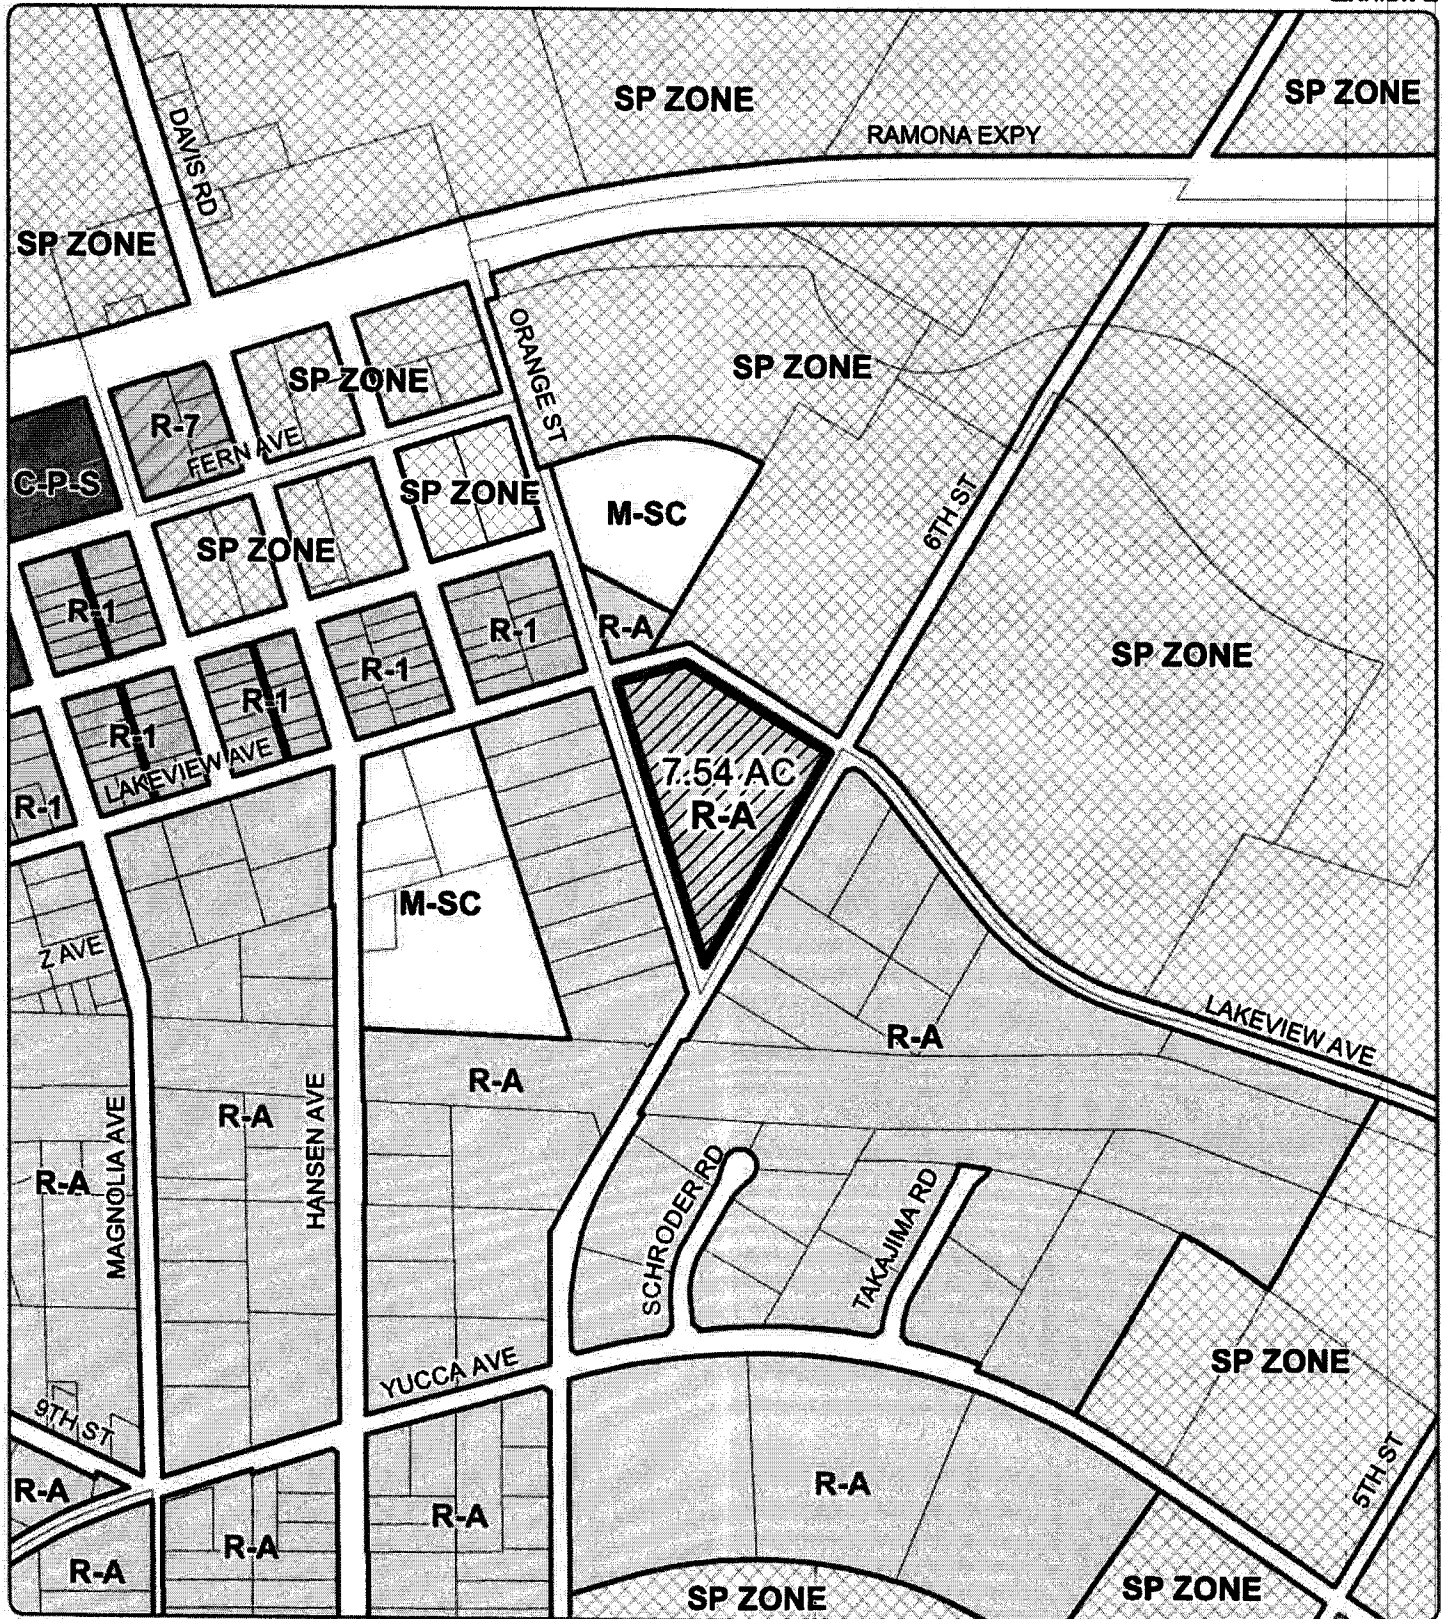 SP ZONE
SP ZONE
RAMONA EXPY
DAVIS RD
SP ZONE
ORANGE ST
SP ZONE
SP ZONE
R-7
FERN AVE
C-P-S
SP ZONE
M-SC
6TH ST
SP ZONE
R-1
R-A
R-1
SP ZONE
R-1
R-1
R-1
LAKEVIEW AVE
7.54 AC
R-A
R-1
M-SC
Z AVE
LAKEVIEW AVE
R-A
R-A
R-A
HANSEN AVE
MAGNOLIA AVE
R-A
SCHRODER RD
TAKAJIMA RD
SP ZONE
YUCCA AVE
9TH ST
5TH ST
R-A
R-A
R-A
R-A
R-A
SP ZONE
SP ZONE